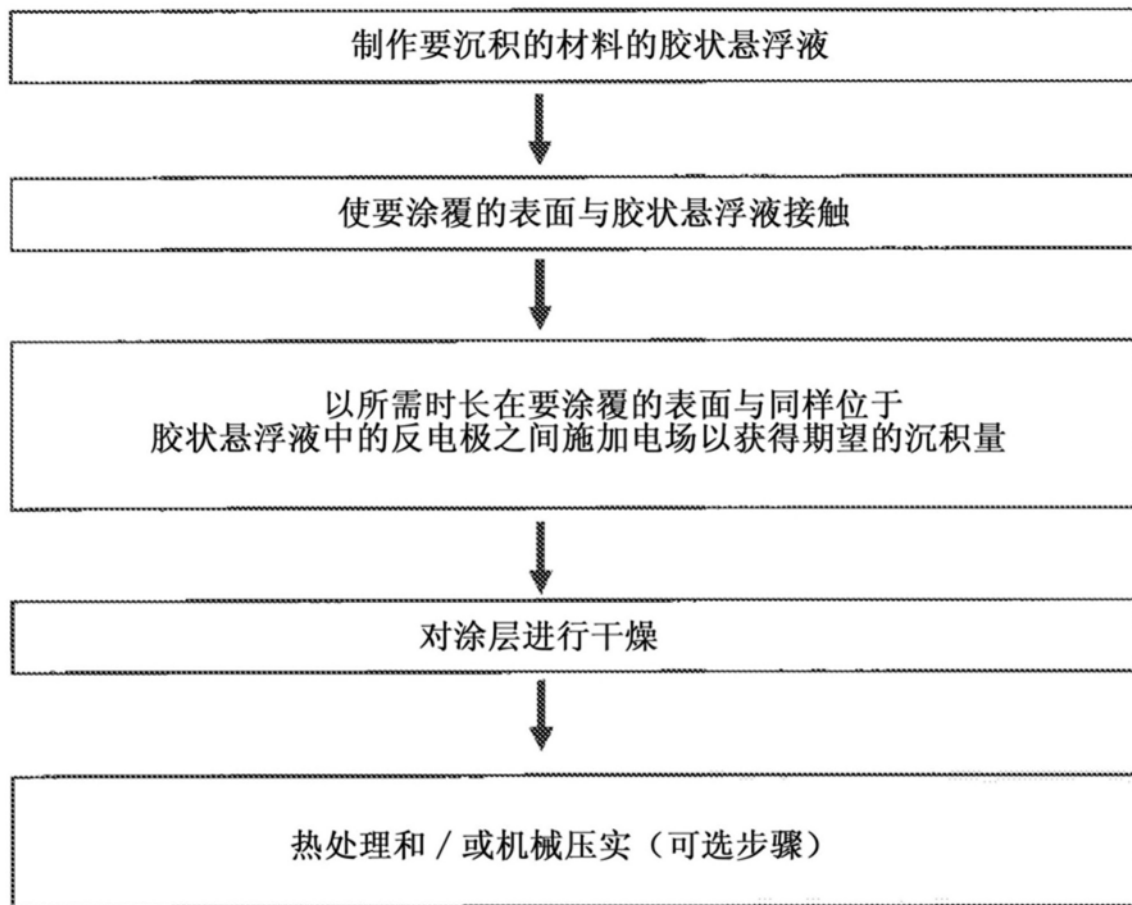 制作要沉积的材料的胶状悬浮液
使要涂覆的表面与胶状悬浮液接触
以所需时长在要涂覆的表面与同样位于
胶状悬浮液中的反电极之间施加电场以获得期望的沉积量
对涂层进行干燥
热处理和／或机械压实（可选步骤）